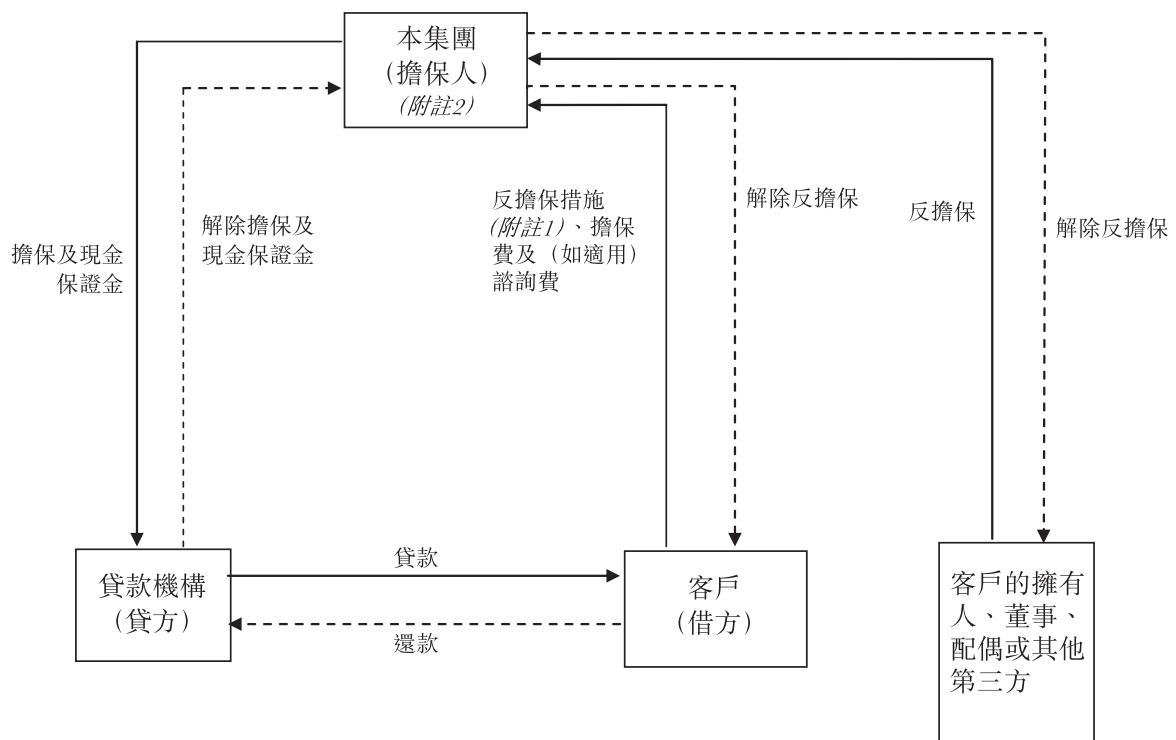 本集團
（擔保人）
（附註2）
擔保及現金
保證金
解除擔保及
現金保證金
反擔保措施
（附註1）、擔保
費及（如適用）
諮詢費
解除反擔保
反擔保
解除反擔保
貸款機構
（貸方）
貸款
還款
客戶
（借方）
客戶的擁有
人、董事、
配偶或其他
第三方